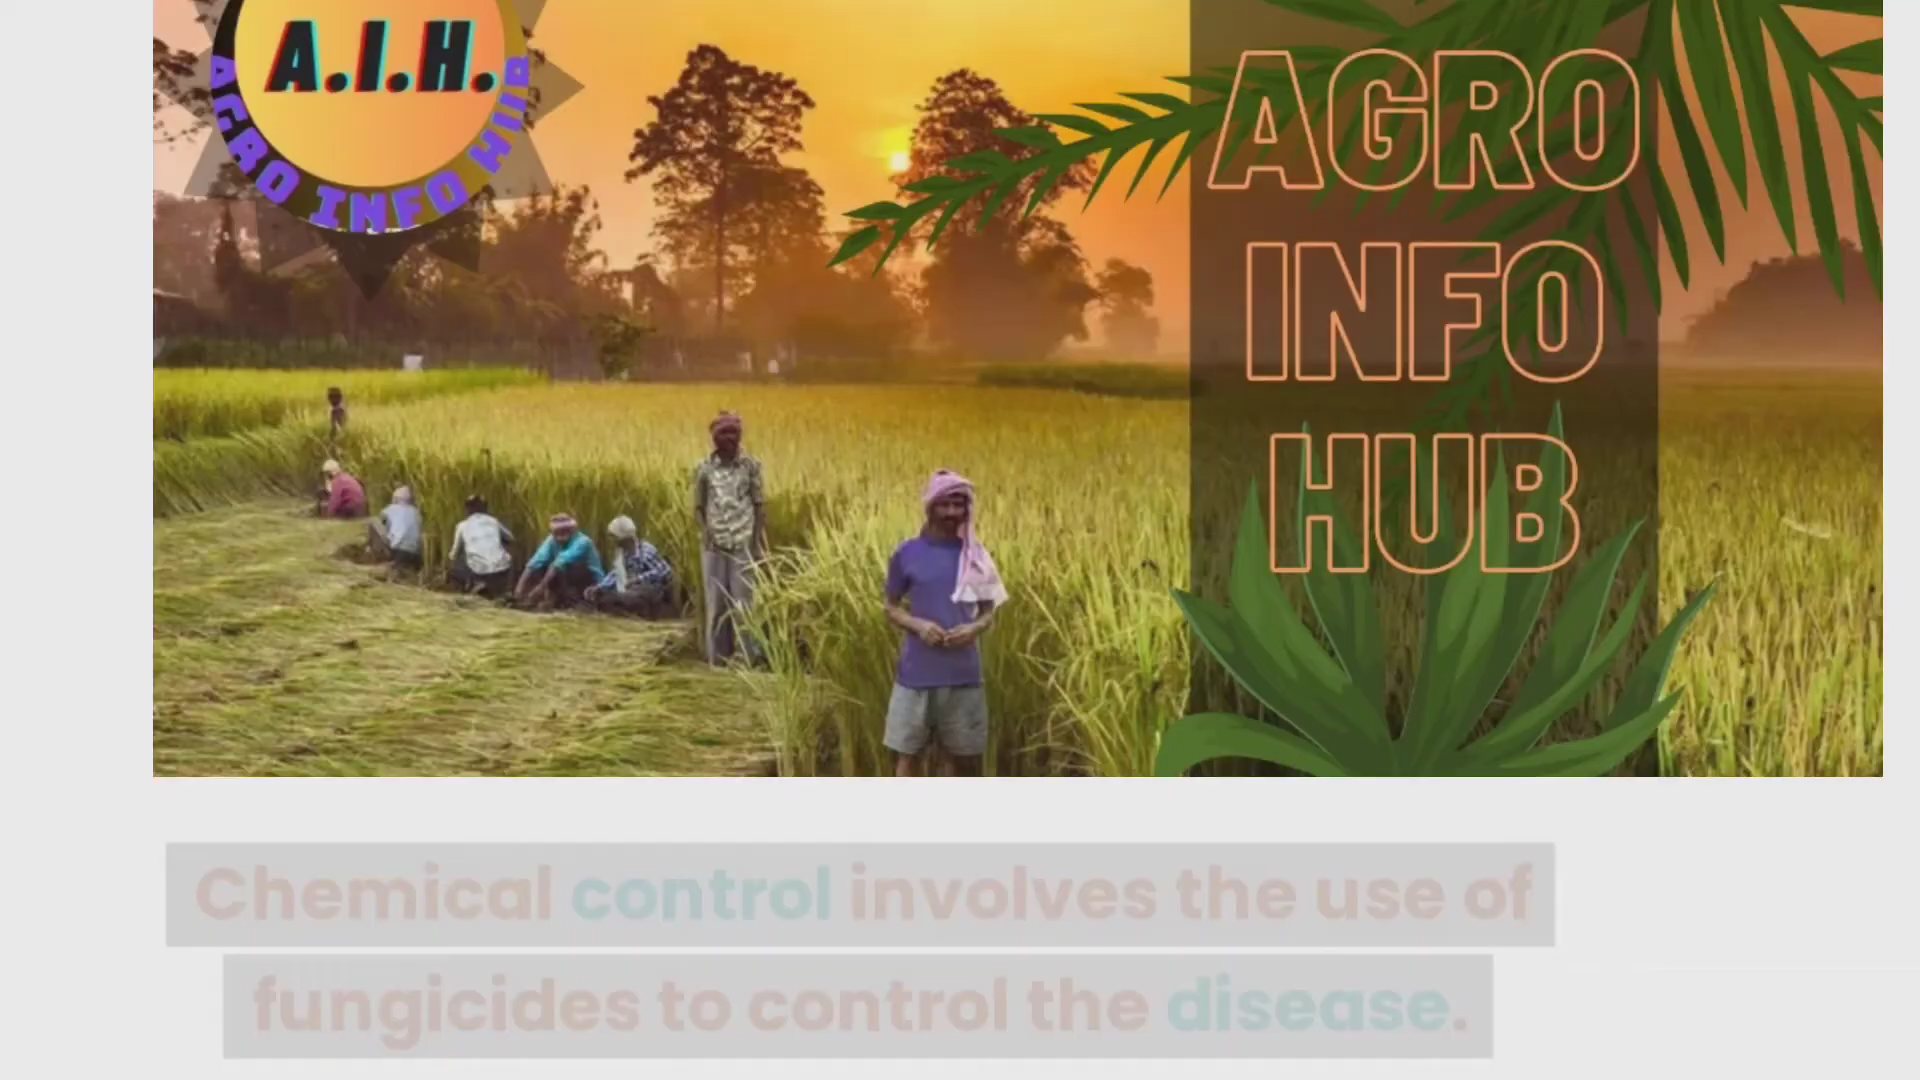 A.I.H.
AGRO INFO HUB
AGRO
INFO
HUB
Chemical control involves the use of
fungicides to control the disease.